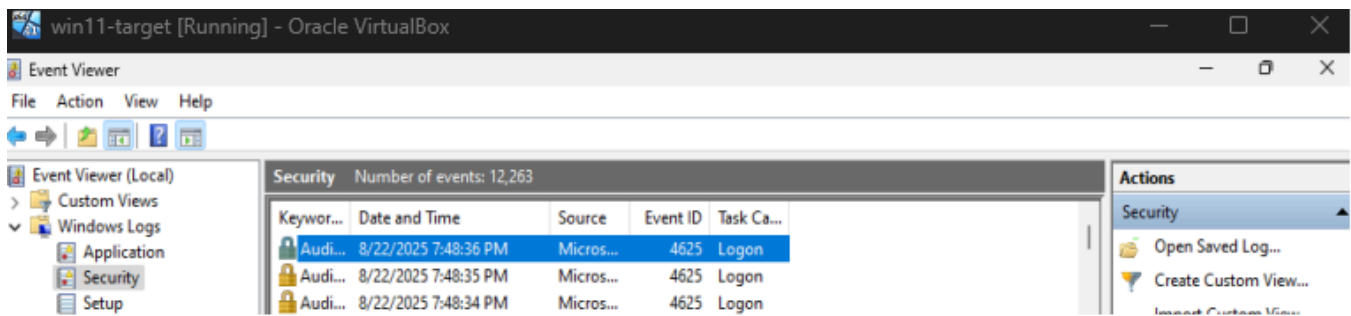 win11-target [Running] - Oracle VirtualBox
Event Viewer
File Action View Help
Event Viewer (Local)
Custom Views
Windows Logs
Application
Security
Setup
Security Number of events: 12,263
Keywor... Date and Time Source Event ID Task Ca...
Audi... 8/22/2025 7:48:36 PM Micros... 4625 Logon
Audi... 8/22/2025 7:48:35 PM Micros... 4625 Logon
Audi... 8/22/2025 7:48:34 PM Micros... 4625 Logon
Actions
Security
Open Saved Log...
Create Custom View...
Import Custom View